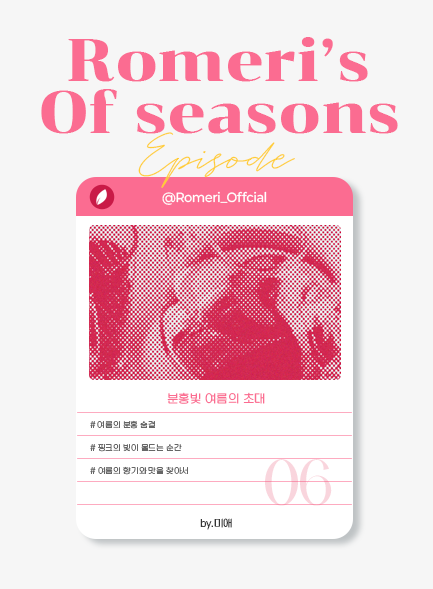 Romeri’s
Of seasons
Episode
@Romeri_Offcial
분홍빛 여름의 초대
# 여름의 분홍 숨결
# 핑크의 빛이 물드는 순간
# 여름의 향기와 맛을 찾아서
06
by.미애